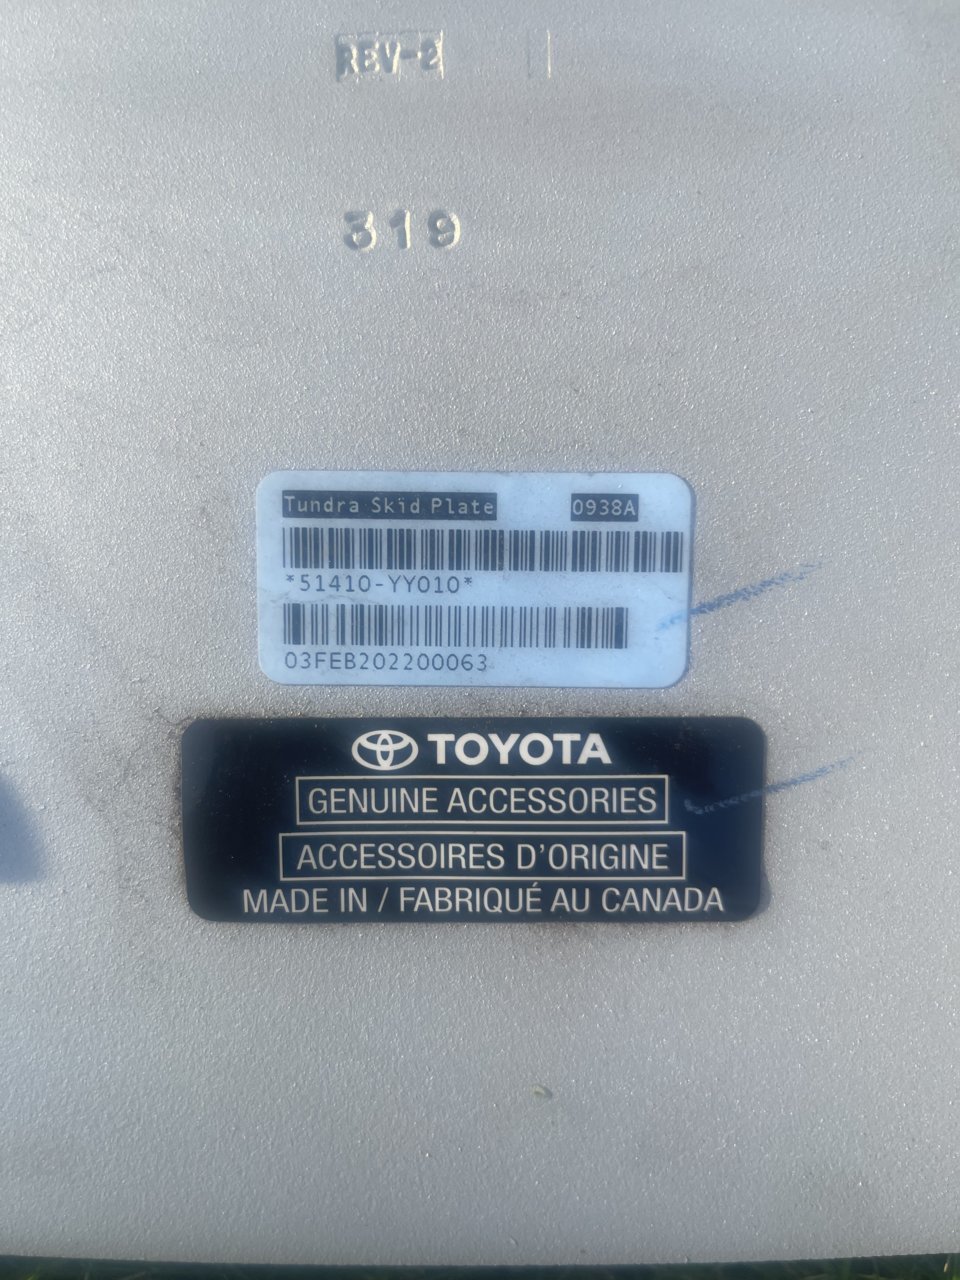 REV-2
319
Tundra Skid Plate 0938A
*51410-YY010*
03FEB202200063
TOYOTA
GENUINE ACCESSORIES
ACCESSOIRES D'ORIGINE
MADE IN / FABRIQUÉ AU CANADA